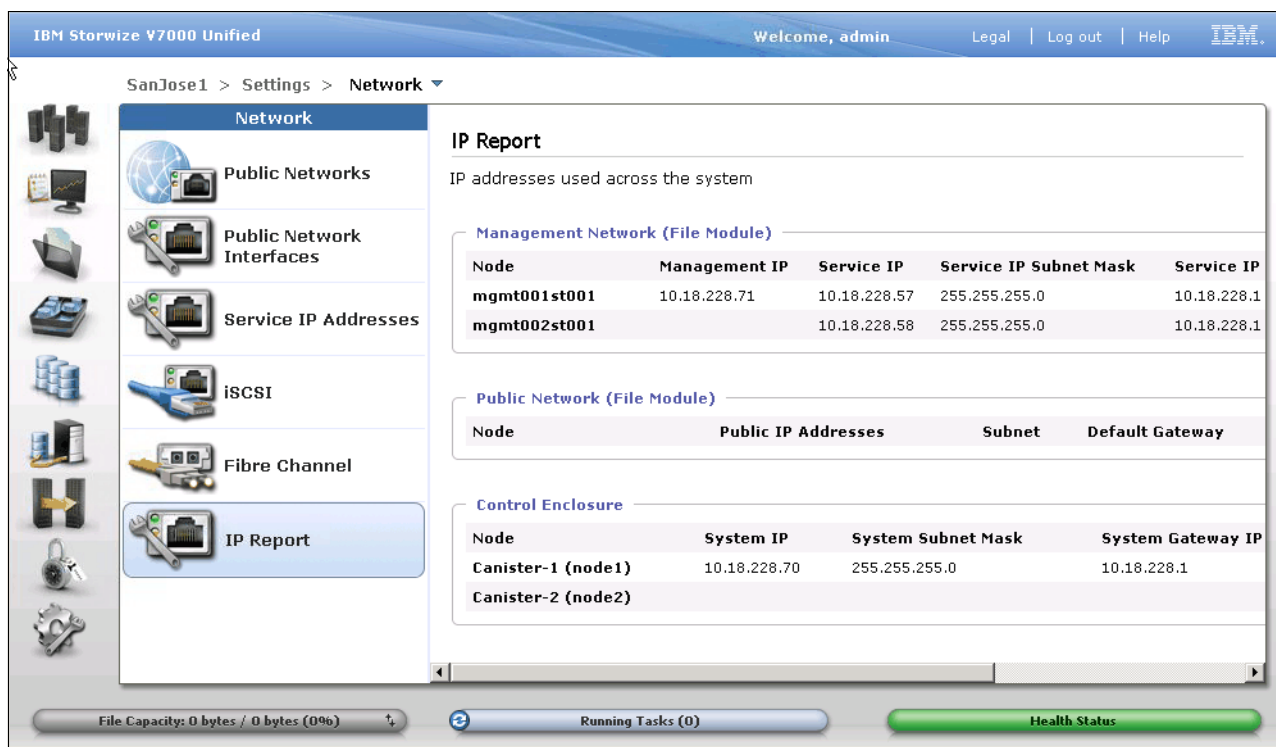 IBM Storwize V7000 Unified
Welcome, admin
Legal | Log out | Help
IBM.
SanJose1 > Settings > Network
Network
Public Networks
Public Network
Interfaces
Service IP Addresses
iSCSI
Fibre Channel
IP Report
IP Report
IP addresses used across the system
Management Network (File Module)
Node Management IP Service IP Service IP Subnet Mask Service IP
mgmt001st001 10.18.228.71 10.18.228.57 255.255.255.0 10.18.228.1
mgmt002st001 10.18.228.58 255.255.255.0 10.18.228.1
Public Network (File Module)
Node Public IP Addresses Subnet Default Gateway
Control Enclosure
Node System IP System Subnet Mask System Gateway IP
Canister-1 (node1) 10.18.228.70 255.255.255.0 10.18.228.1
Canister-2 (node2)
File Capacity: 0 bytes / 0 bytes (0%)
Running Tasks (0)
Health Status